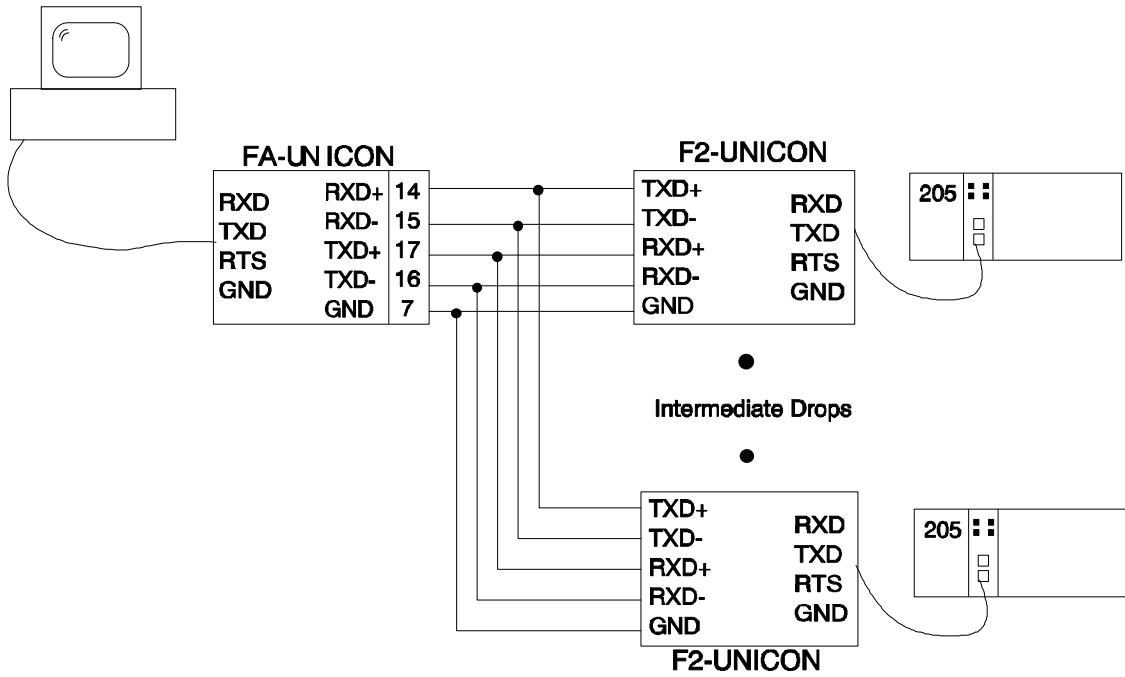 FA-UNICON
RXD
TXD
RTS
GND
RXD+ 14
RXD- 15
TXD+ 17
TXD- 16
GND 7
F2-UNICON
TXD+
TXD-
RXD+
RXD-
GND
RXD
TXD
RTS
GND
205
Intermediate Drops
TXD+
TXD-
RXD+
RXD-
GND
RXD
TXD
RTS
GND
F2-UNICON
205